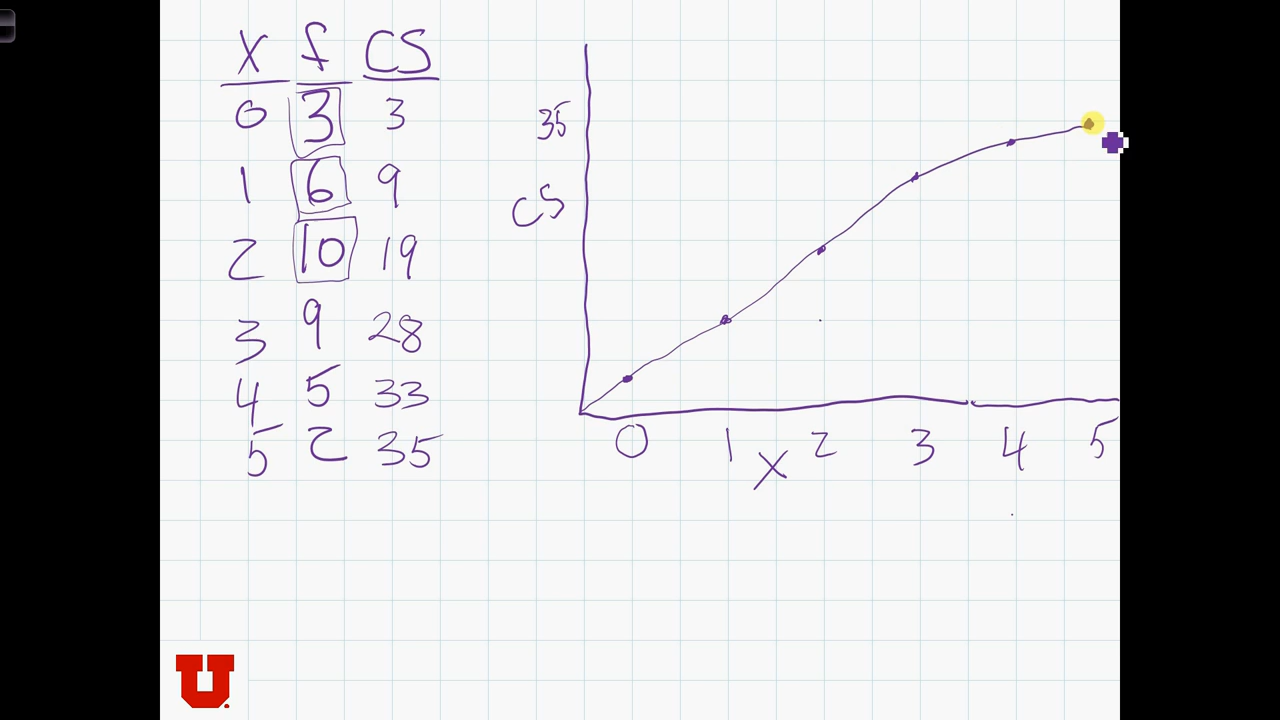 X f CS
0 3 3
1 6 9
2 10 19
3 9 28
4 5 33
5 2 35
35
CS
0 1 2 3 4 5
X
U